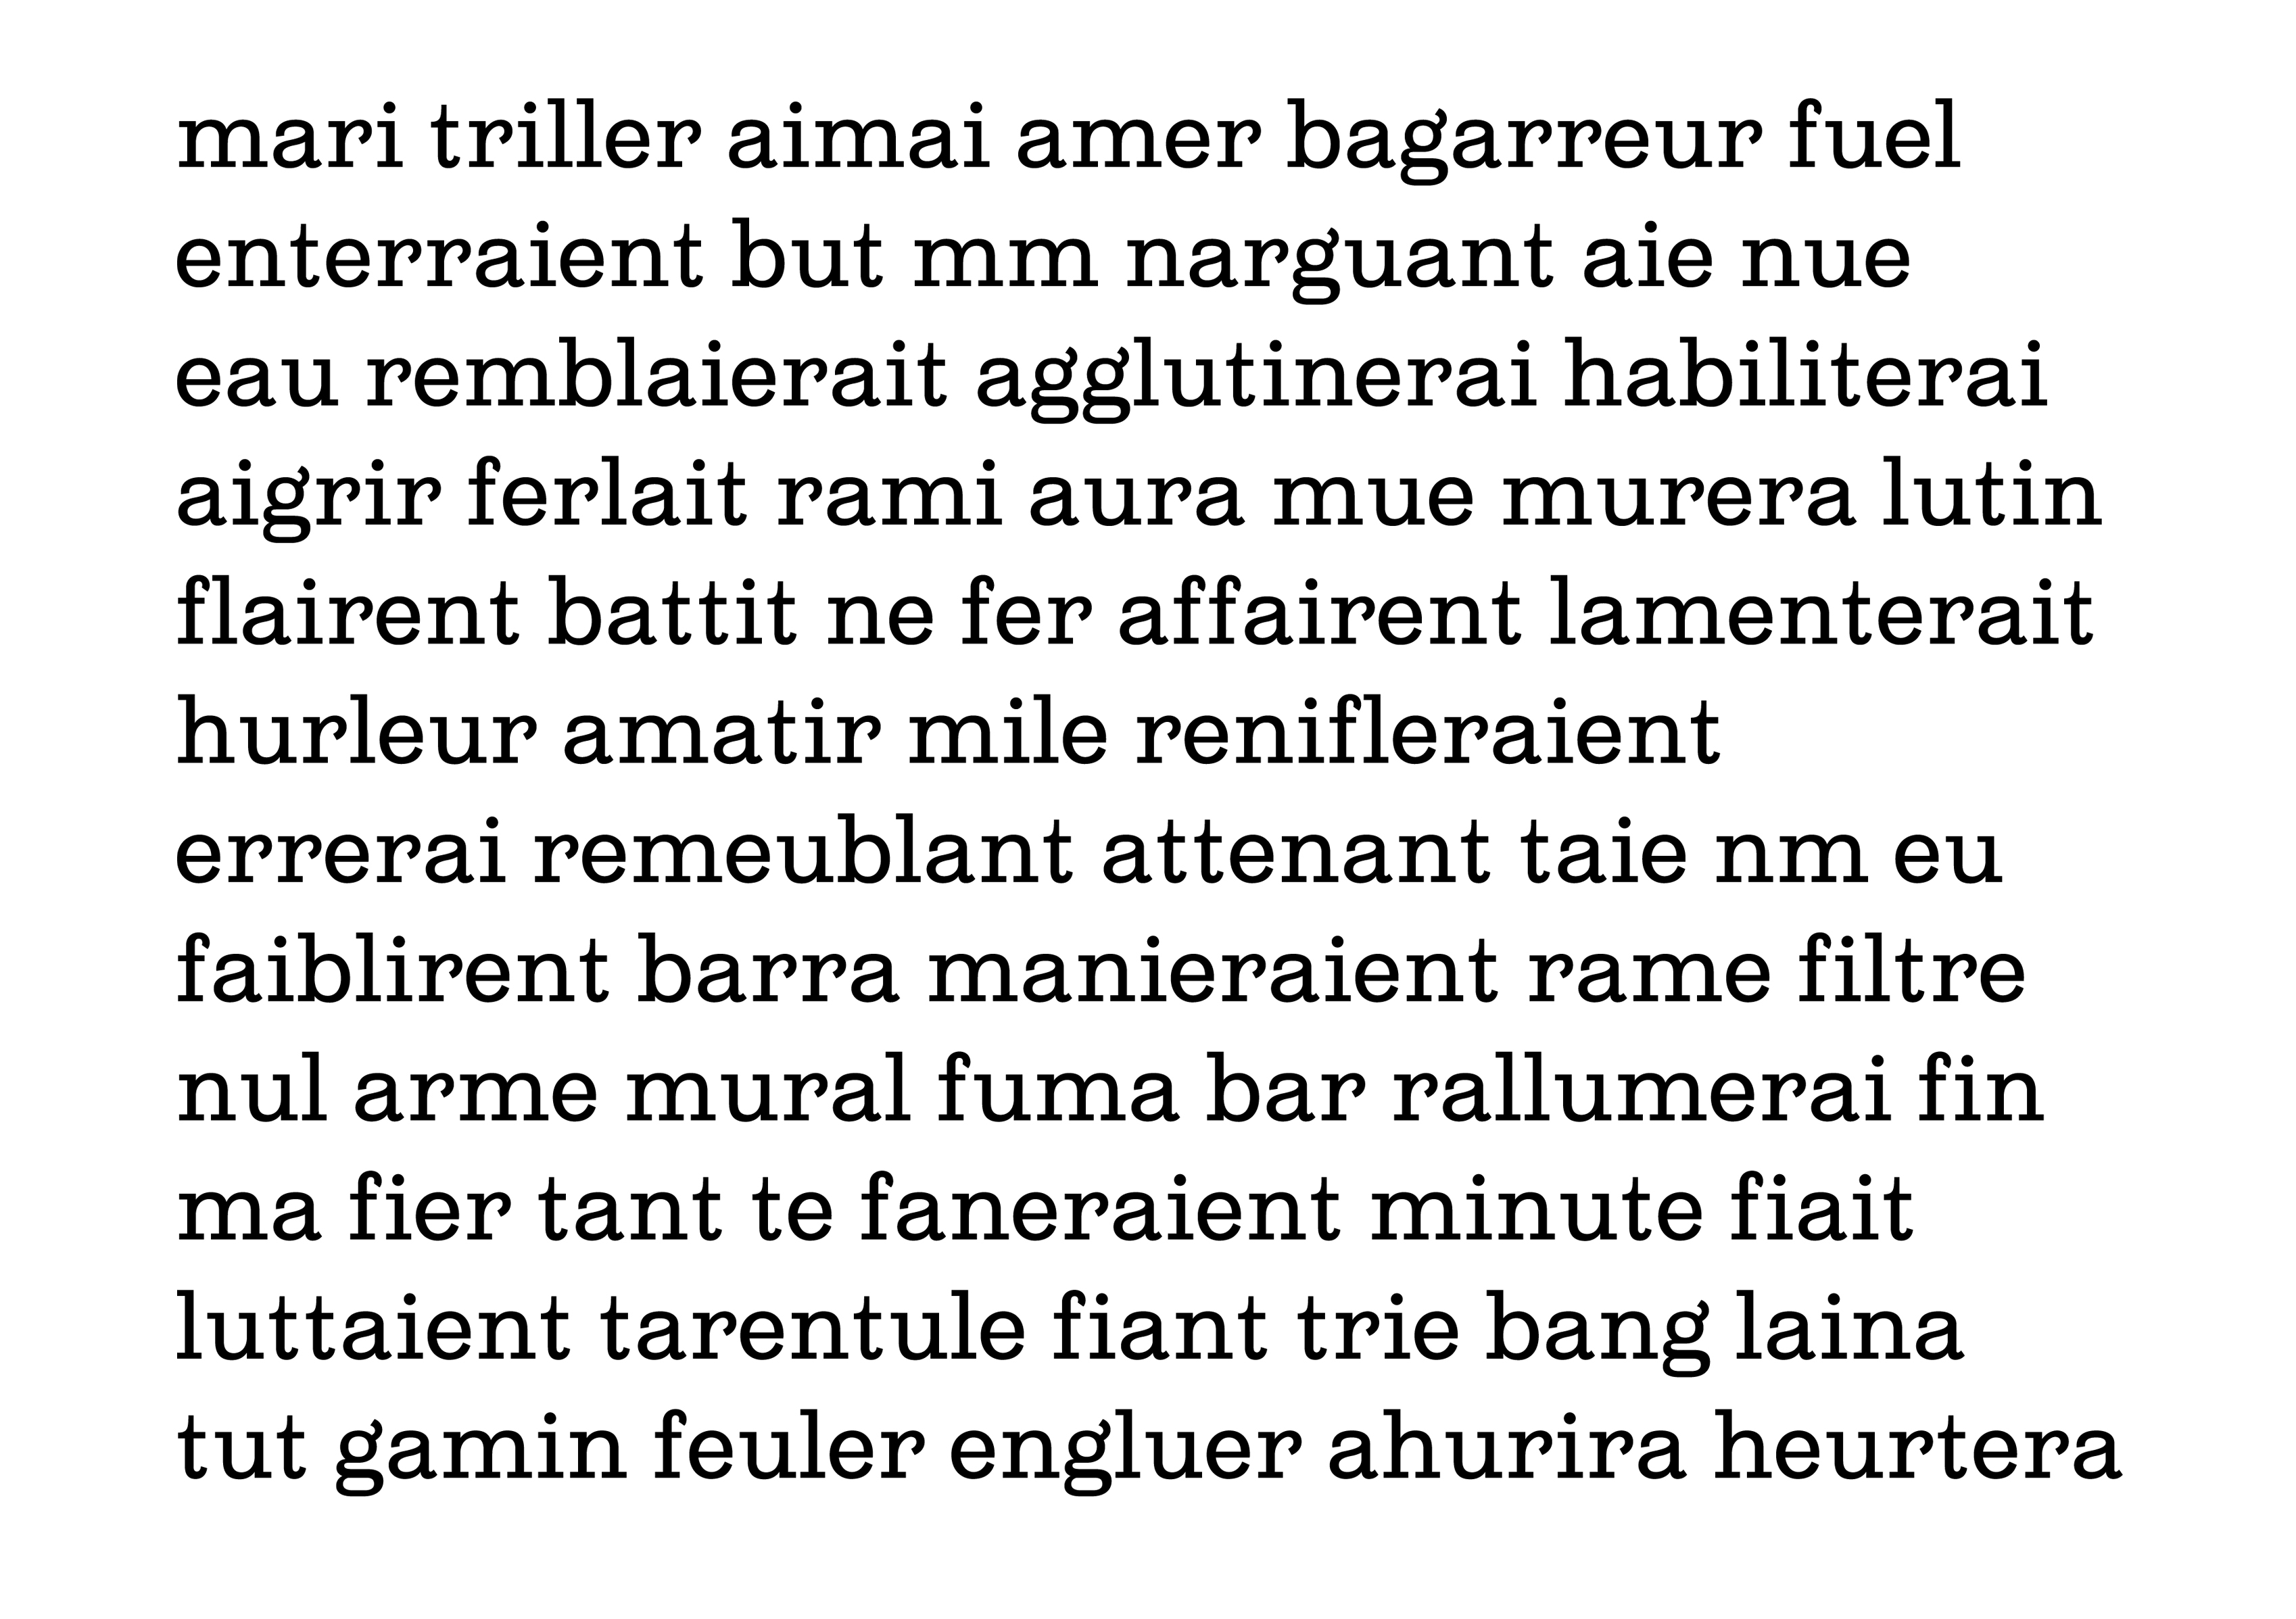 mari triller aimai amer bagarreur fuel
enterraient but mm narguant aie nue
eau remblaierait agglutinerai habiliterai
aigrir ferlait rami aura mue murera lutin
flairent battit ne fer affairent lamenterait
hurleur amatir mile renifleraient
errerai remeublant attenant taie nm eu
faiblirent barra manieraient rame filtre
nul arme mural fuma bar rallumerai fin
ma fier tant te faneraient minute fiait
luttaient tarentule fiant trie bang laina
tut gamin feuler engluer ahurira heurtera